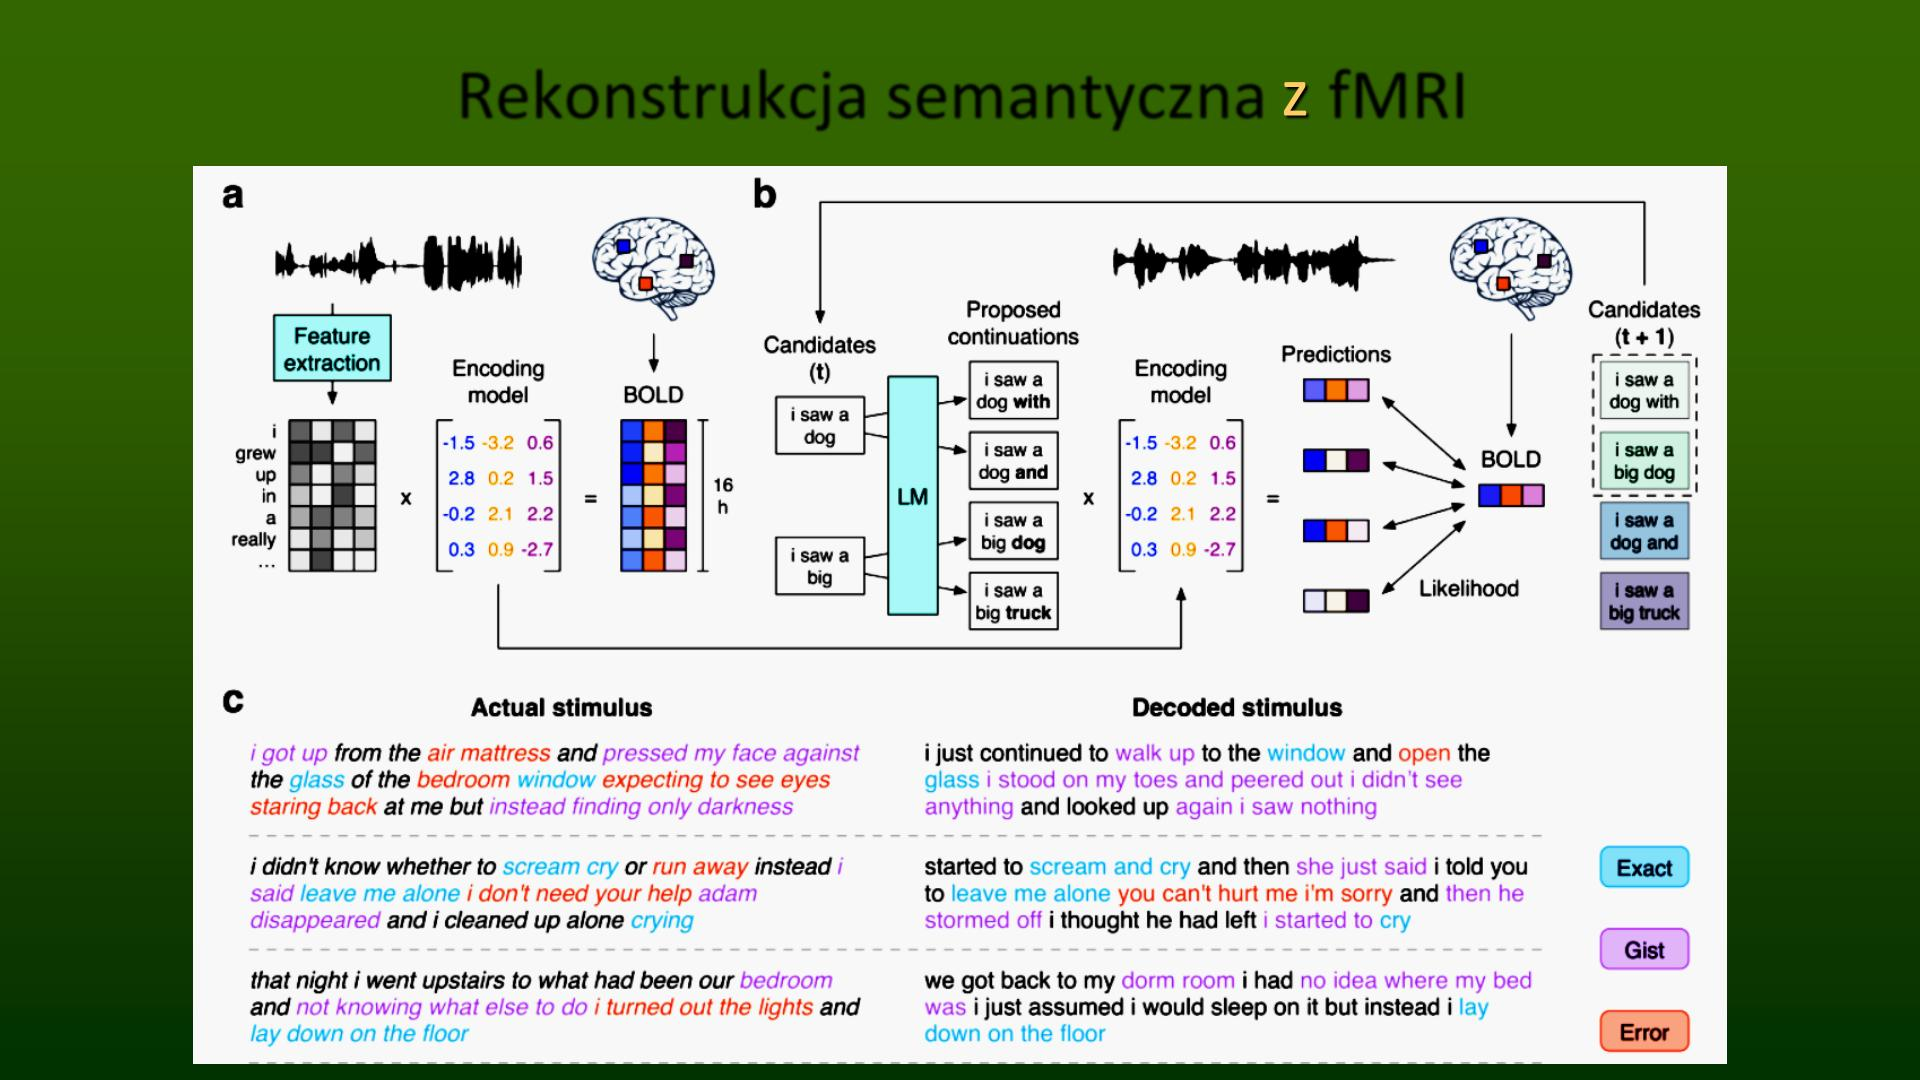 Rekonstrukcja semantyczna z fMRI
a
Feature
extraction
i
grew
up
in
a
really
...
x
Encoding
model
-1.5 -3.2 0.6
2.8 0.2 1.5
-0.2 2.1 2.2
0.3 0.9 -2.7
=
BOLD
16
h
b
Candidates
(t)
i saw a
dog
i saw a
big
LM
Proposed
continuations
i saw a
dog with
i saw a
dog and
i saw a
big dog
i saw a
big truck
x
Encoding
model
-1.5 -3.2 0.6
2.8 0.2 1.5
-0.2 2.1 2.2
0.3 0.9 -2.7
=
Predictions
BOLD
Likelihood
Candidates
(t + 1)
i saw a
dog with
i saw a
big dog
i saw a
dog and
i saw a
big truck
c
Actual stimulus
i got up from the air mattress and pressed my face against
the glass of the bedroom window expecting to see eyes
staring back at me but instead finding only darkness
i didn't know whether to scream cry or run away instead i
said leave me alone i don't need your help adam
disappeared and i cleaned up alone crying
that night i went upstairs to what had been our bedroom
and not knowing what else to do i turned out the lights and
lay down on the floor
Decoded stimulus
i just continued to walk up to the window and open the
glass i stood on my toes and peered out i didn't see
anything and looked up again i saw nothing
started to scream and cry and then she just said i told you
to leave me alone you can't hurt me i'm sorry and then he
stormed off i thought he had left i started to cry
we got back to my dorm room i had no idea where my bed
was i just assumed i would sleep on it but instead i lay
down on the floor
Exact
Gist
Error